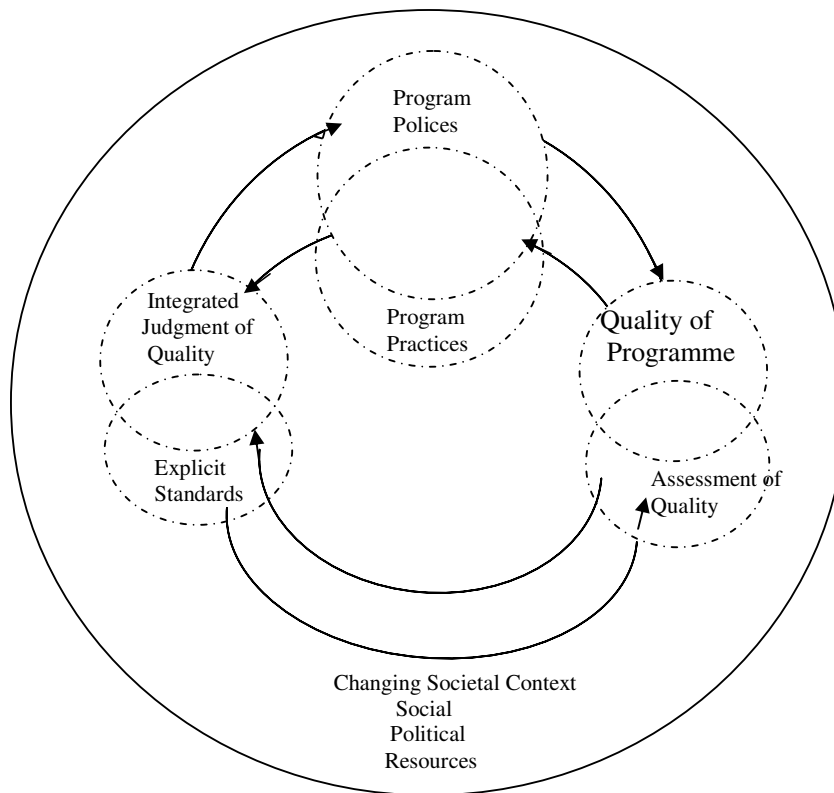 Program
Polices
Integrated
Judgment of
Quality
Program
Practices
Quality of
Programme
Explicit
Standards
Assessment of
Quality
Changing Societal Context
Social
Political
Resources